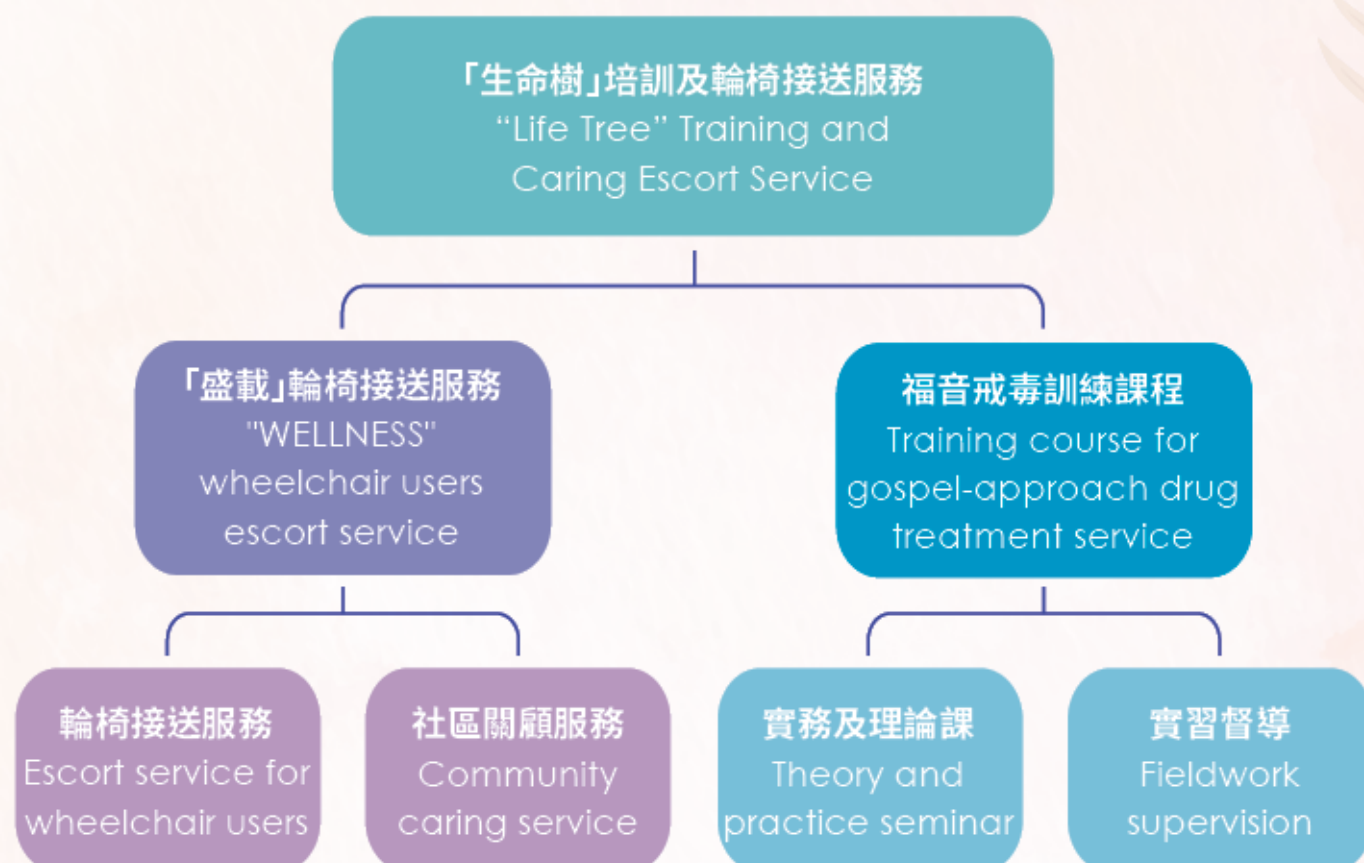 「生命樹」培訓及輪椅接送服務
“Life Tree” Training and
Caring Escort Service
「盛載」輪椅接送服務
"WELLNESS"
wheelchair users
escort service
福音戒毒訓練課程
Training course for
gospel-approach drug
treatment service
輪椅接送服務
Escort service for
wheelchair users
社區關顧服務
Community
caring service
實務及理論課
Theory and
practice seminar
實習督導
Fieldwork
supervision